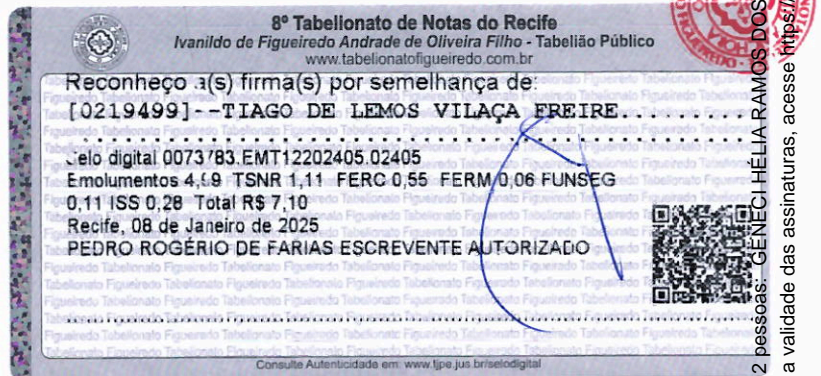 8º Tabelionato de Notas do Recife
Ivanildo de Figueiredo Andrade de Oliveira Filho - Tabelião Público
www.tabelionatofigueiredo.com.br
Reconheço a(s) firma(s) por semelhança de:
[0219499]--TIAGO DE LEMOS VILAÇA FREIRE.........
Selo digital 0073783.EMT12202405.02405
Emolumentos TSNR 1,11 FERC 0,55 FERM 0,06 FUNSEG
0,11 ISS 0,28 Total R$ 7,10
Recife, 08 de Janeiro de 2025
PEDRO ROGÉRIO DE FARIAS ESCREVENTE AUTORIZADO
Consulte Autenticidade em: www.tjpe.jus.br/selodigital
2 pessoas: GENECI HÉLIA RAMOS DOS
a validade das assinaturas, acesse https:/